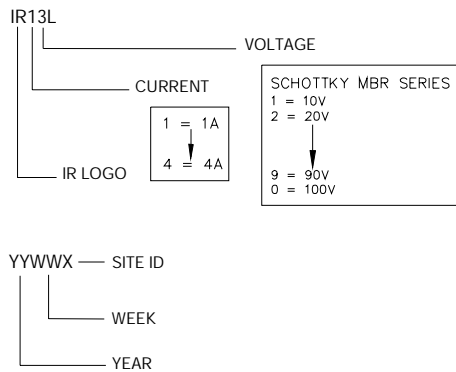 IR13L
VOLTAGE
CURRENT
IR LOGO
1 = 1A
4 = 4A
SCHOTTKY MBR SERIES
1 = 10V
2 = 20V
9 = 90V
0 = 100V
YYWWX
SITE ID
WEEK
YEAR